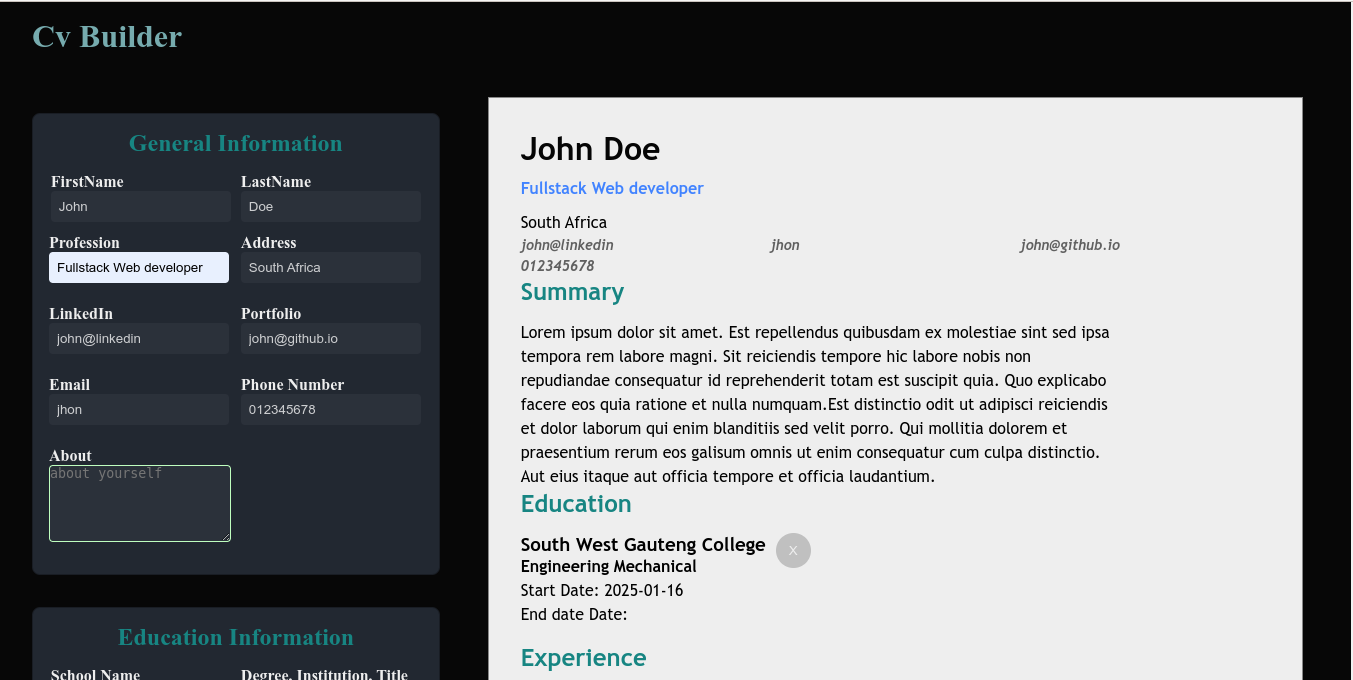 Cv Builder
General Information
FirstName LastName
John Doe
Profession Address
Fullstack Web developer South Africa
LinkedIn Portfolio
john@linkedin john@github.io
Email Phone Number
jhon 012345678
About
about yourself
Education Information
School Name Degree, Institution, Title
John Doe
Fullstack Web developer
South Africa
john@linkedin jhon john@github.io
012345678
Summary
Lorem ipsum dolor sit amet. Est repellendus quibusdam ex molestiae sint sed ipsa
tempora rem labore magni. Sit reiciendis tempore hic labore nobis non
repudiandae consequatur id reprehenderit totam est suscipit quia. Quo explicabo
facere eos quia ratione et nulla numquam.Est distinctio odit ut adipisci reiciendis
et dolor laborum qui enim blanditiis sed velit porro. Qui mollitia dolorem et
praesentium rerum eos galisum omnis ut enim consequatur cum culpa distinctio.
Aut eius itaque aut officia tempore et officia laudantium.
Education
South West Gauteng College X
Engineering Mechanical
Start Date: 2025-01-16
End date Date:
Experience